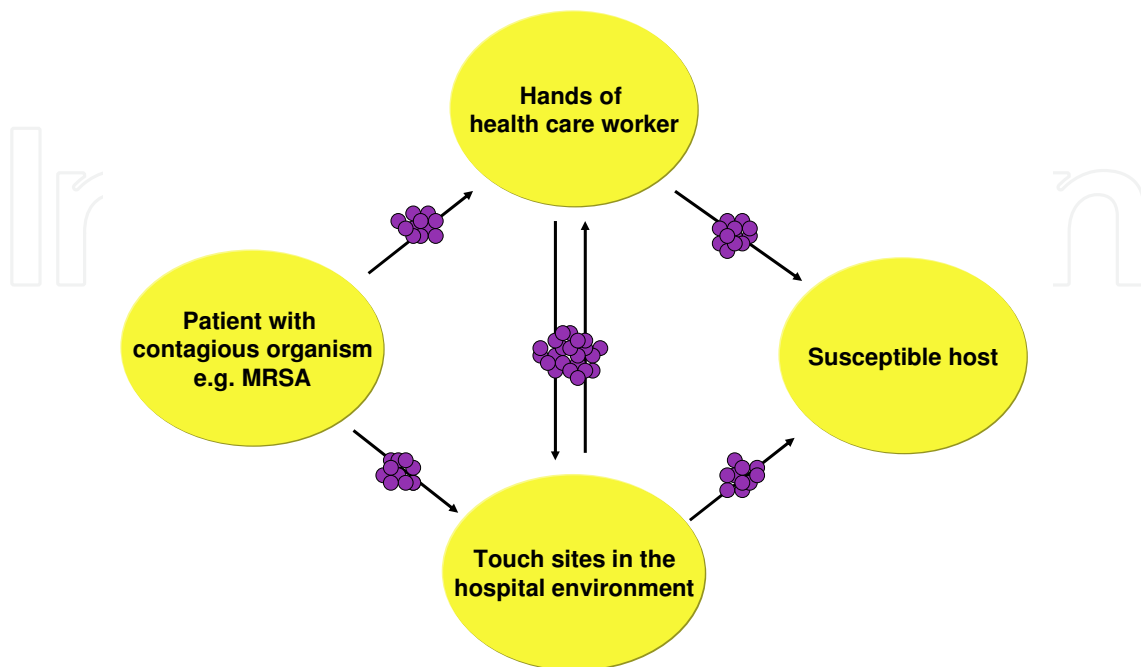 Hands of
health care worker
Patient with
contagious organism
e.g. MRSA
Susceptible host
Touch sites in the
hospital environment